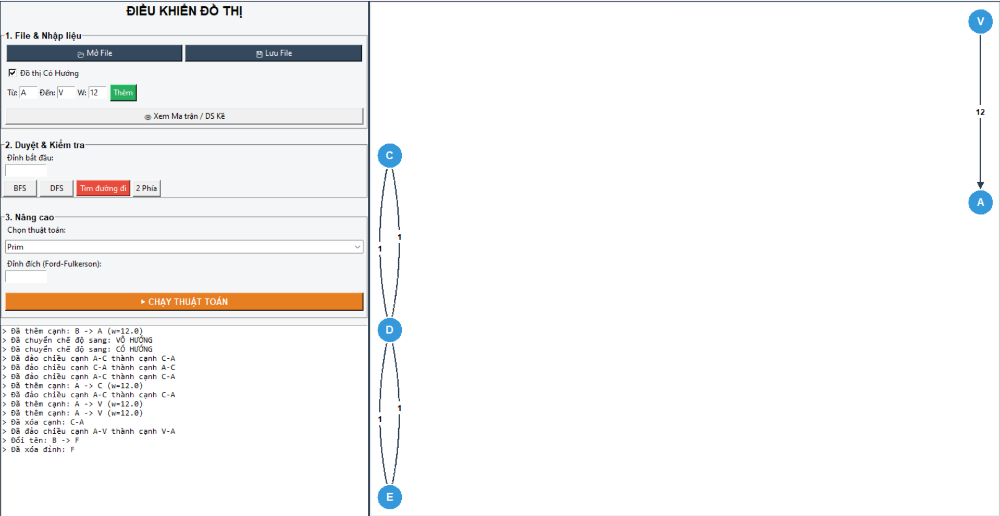 ĐIỀU KHIỂN ĐỒ THỊ
1. File & Nhập liệu
Mở File
Lưu File
Đồ thị Có Hướng
Từ: A Đến: V W: 12 Thêm
Xem Ma trận / DS Kề
2. Duyệt & Kiểm tra
Đỉnh bắt đầu:
BFS DFS Tìm đường đi 2 Phía
3. Nâng cao
Chọn thuật toán:
Prim
Đỉnh đích (Ford-Fulkerson):
CHẠY THUẬT TOÁN
> Đã thêm cạnh: B -> A (w=12.0)
> Đã chuyển chế độ sang: VÔ HƯỚNG
> Đã chuyển chế độ sang: CÓ HƯỚNG
> Đã đảo chiều cạnh A-C thành cạnh C-A
> Đã đảo chiều cạnh C-A thành cạnh A-C
> Đã đảo chiều cạnh A-C thành cạnh C-A
> Đã thêm cạnh: A -> C (w=12.0)
> Đã đảo chiều cạnh A-C thành cạnh C-A
> Đã thêm cạnh: A -> V (w=12.0)
> Đã thêm cạnh: A -> V (w=12.0)
> Đã xóa cạnh: C-A
> Đã đảo chiều cạnh A-V thành cạnh V-A
> Đổi tên: B -> F
> Đã xóa đỉnh: F
V
12
A
C
1
1
D
1
1
E